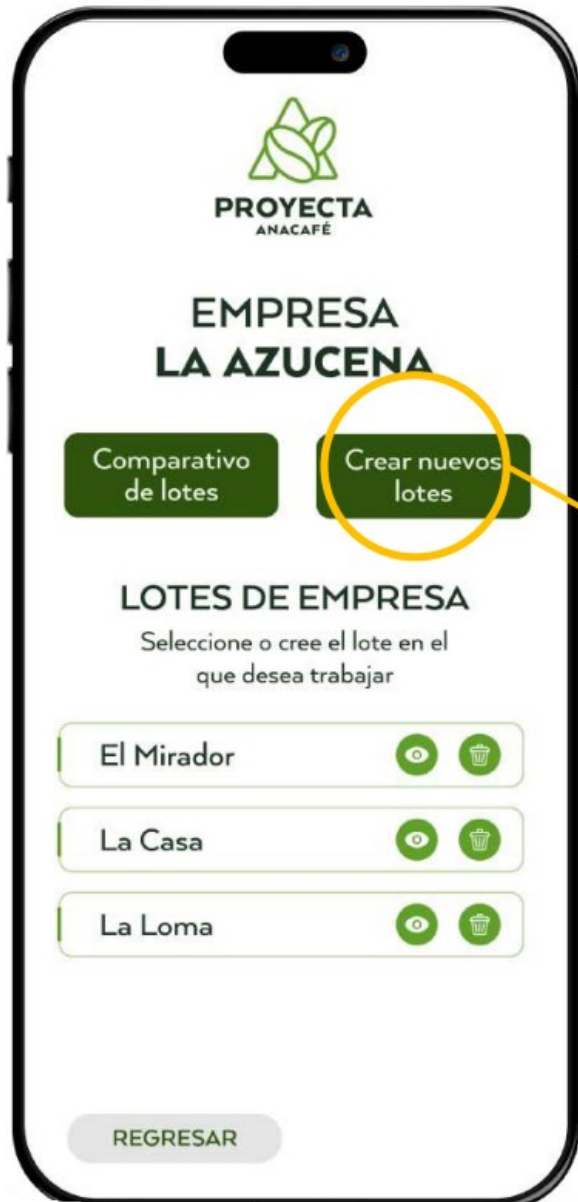 PROYECTA
ANACAFÉ
EMPRESA
LA AZUCENA
Comparativo
de lotes
Crear nuevos
lotes
LOTES DE EMPRESA
Seleccione o cree el lote en el
que desea trabajar
El Mirador
La Casa
La Loma
REGRESAR